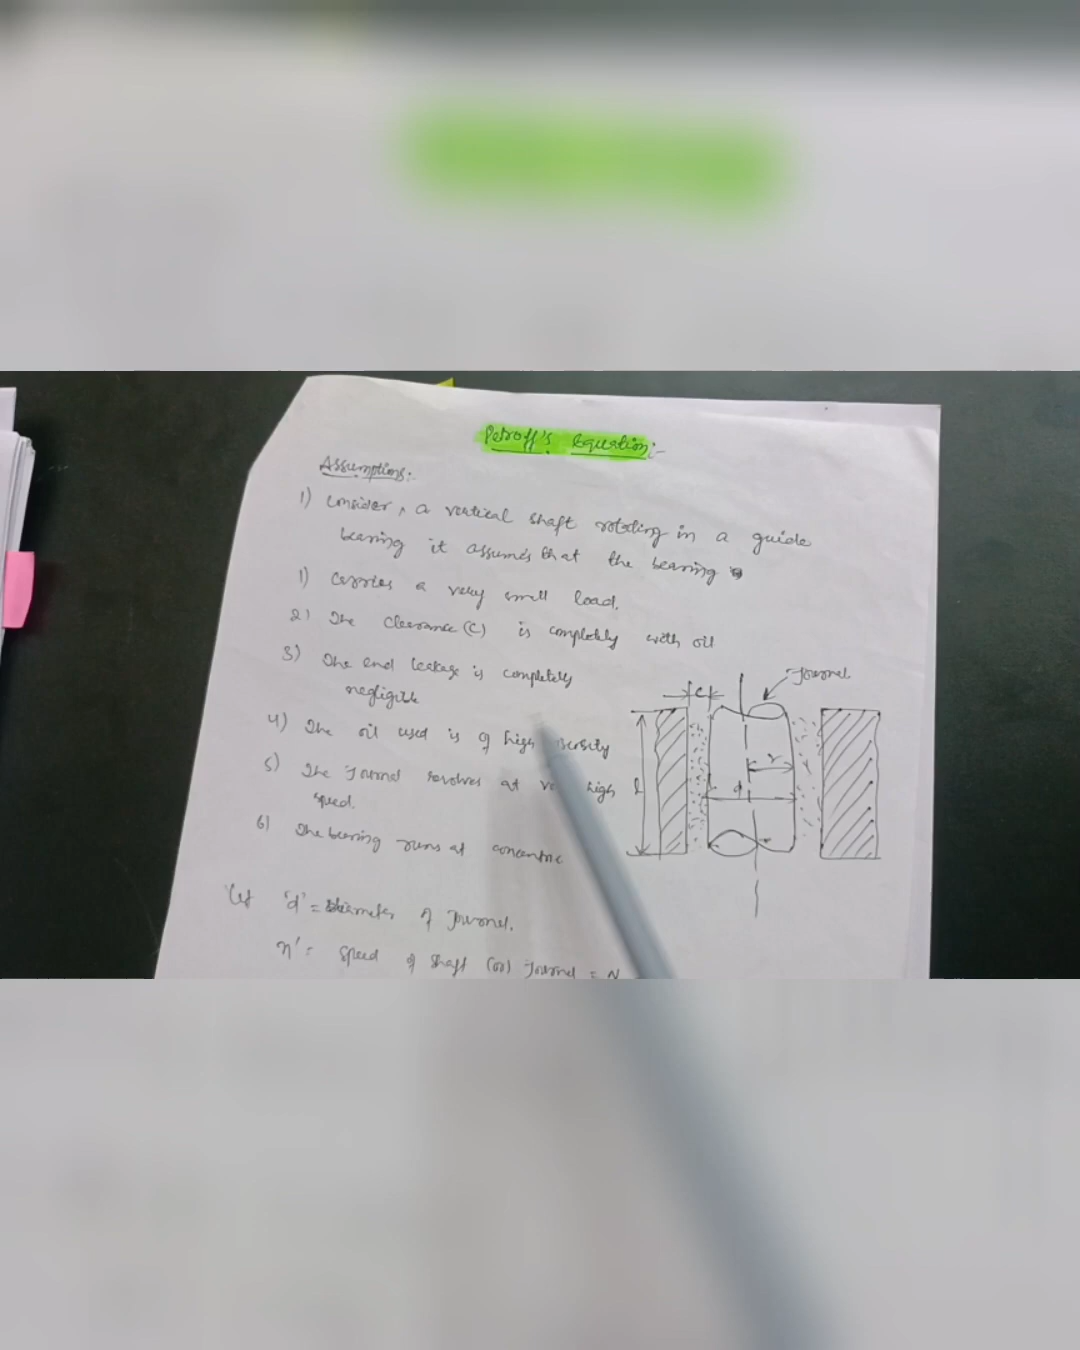 Petroff's Equation:-
Assumptions:-
1) Consider, a vertical shaft rotating in a guide
bearing it assumes that the bearing
1) Carries a very small load.
2) The clearance (C) is completely with oil
3) The end leakage is completely
negligible
4) The oil used is of high viscosity
5) The Journal revolves at high
speed.
6) The bearing runs at concentric
Journal
C
l
r
d
Let 'd' = Diameter of Journal.
n' = Speed of shaft (or) Journal = N